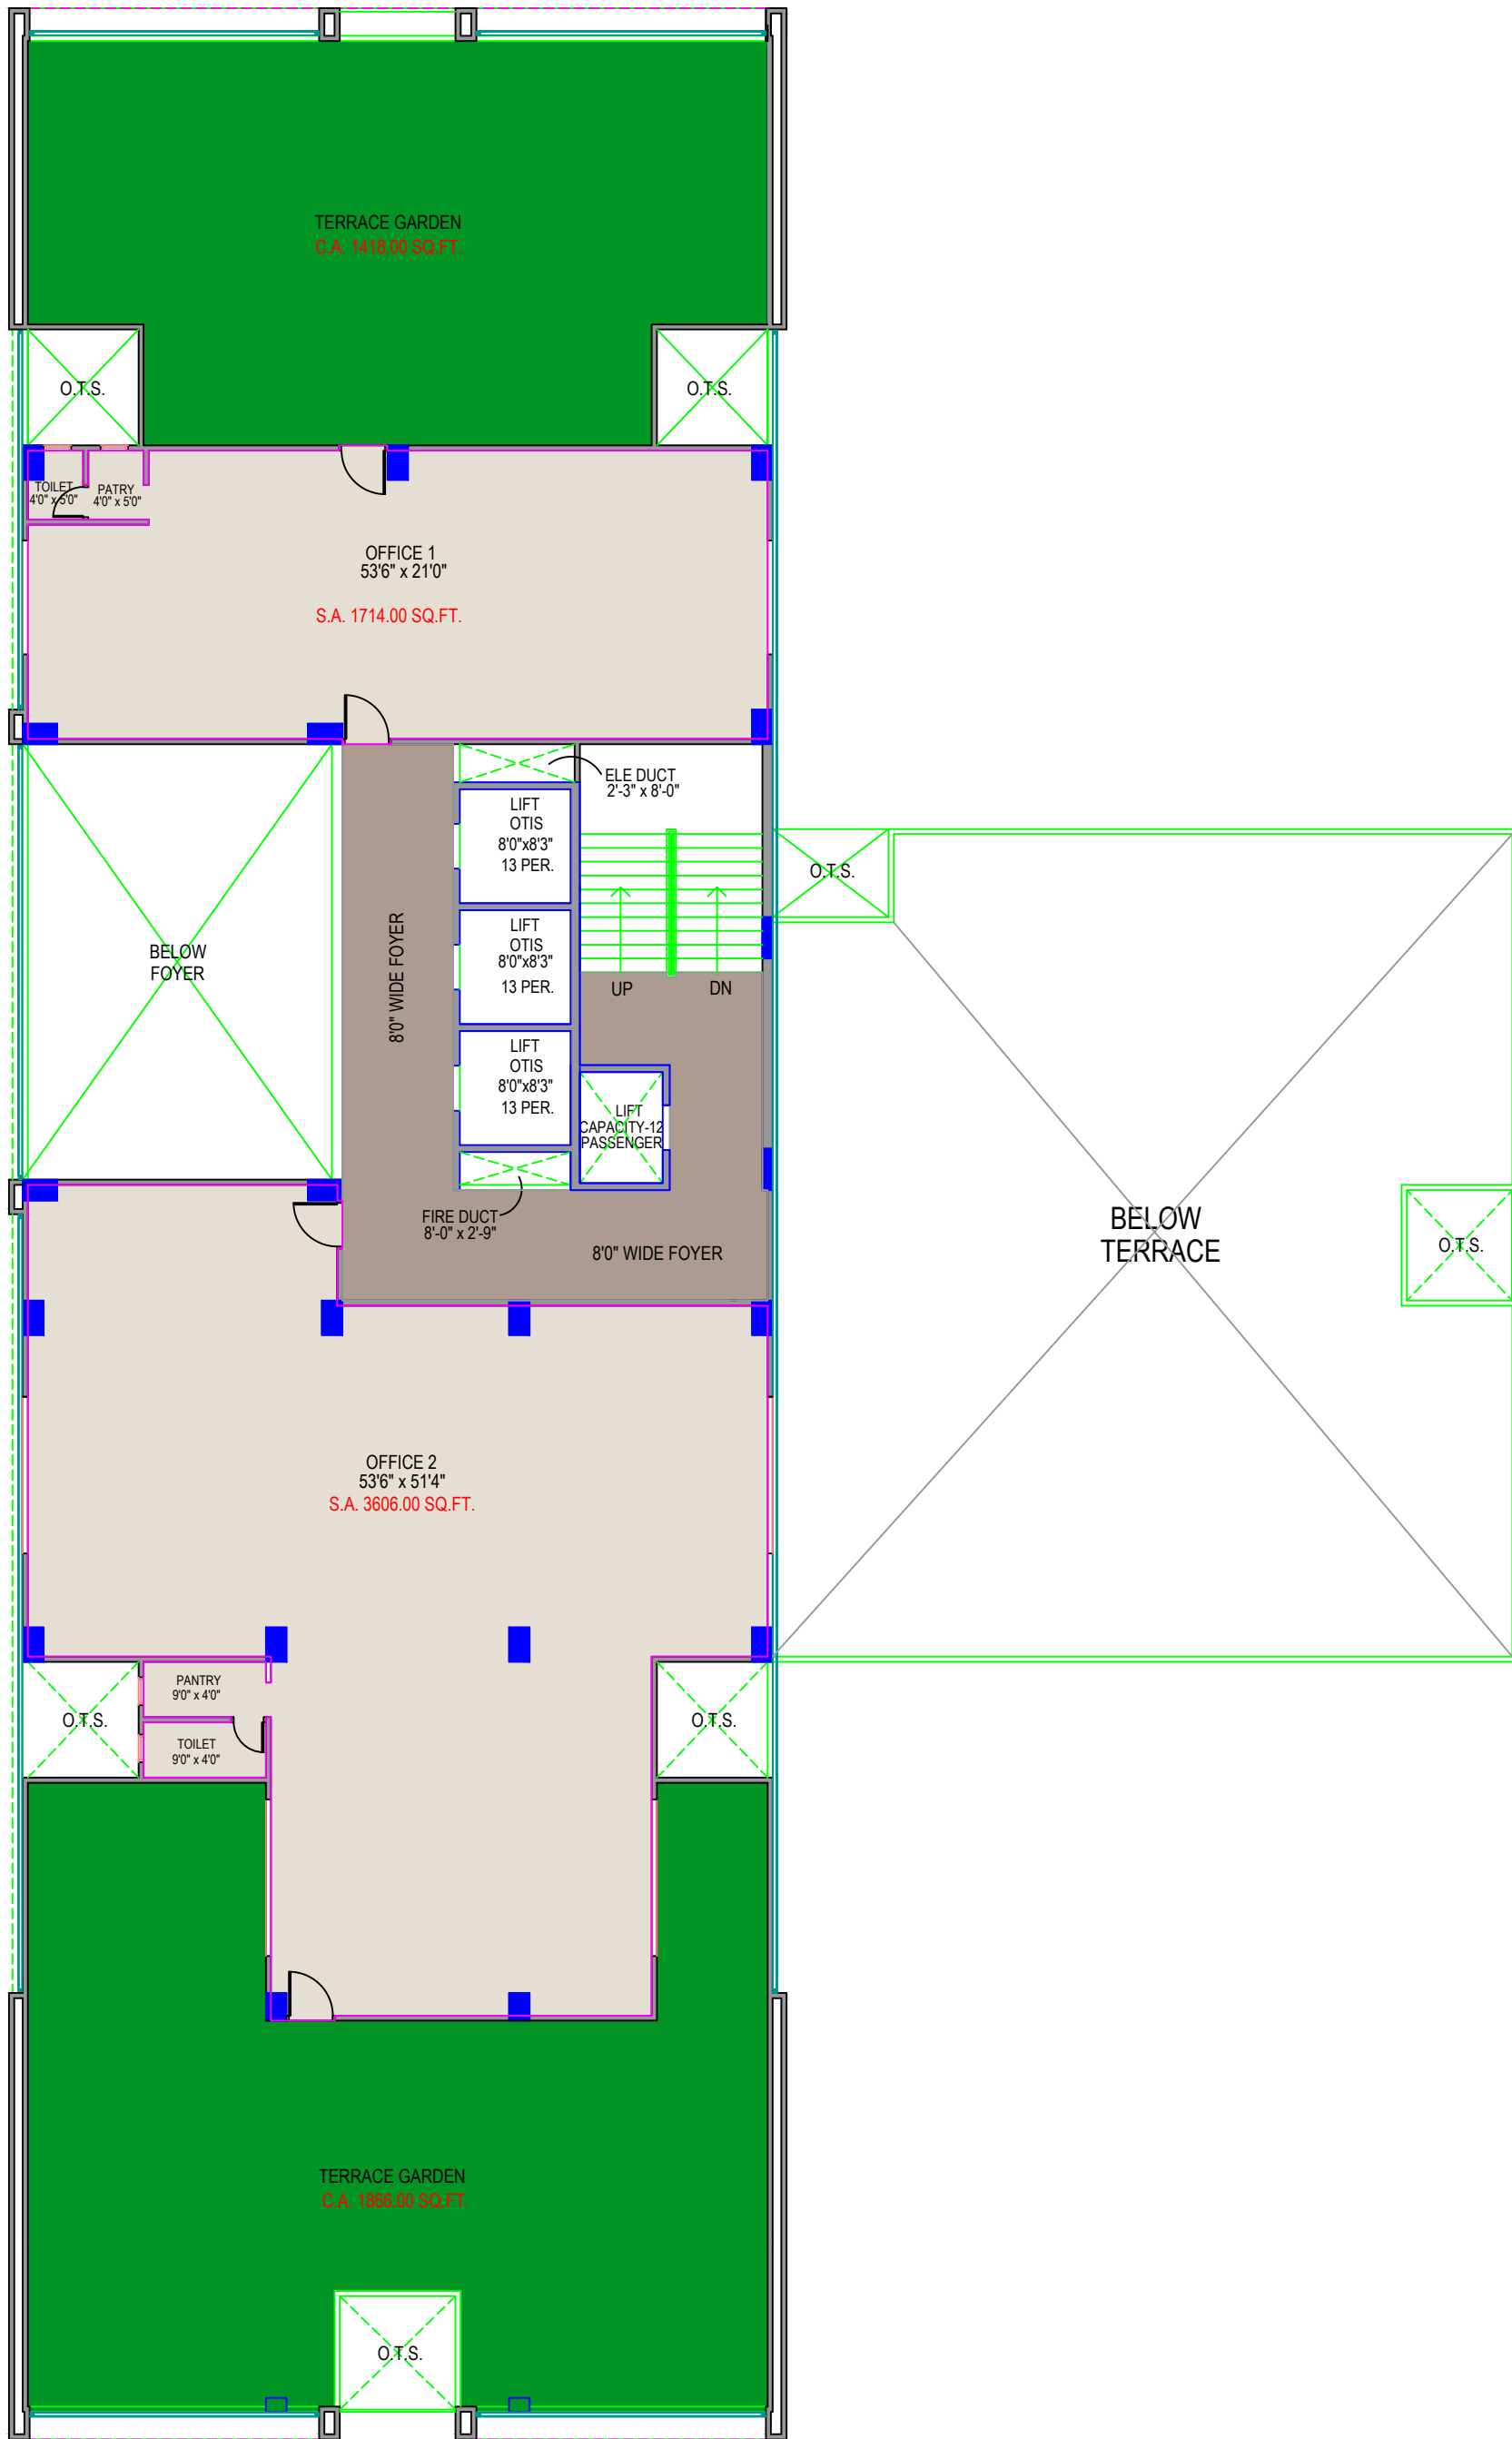 TERRACE GARDEN
C.A. 1418.00 SQ.FT.
O.T.S.
O.T.S.
TOILET
4'0" x 5'0"
PATRY
4'0" x 5'0"
OFFICE 1
53'6" x 21'0"
S.A. 1714.00 SQ.FT.
ELE DUCT
2'-3" x 8'-0"
LIFT
OTIS
8'0"x8'3"
13 PER.
O.T.S.
BELOW
FOYER
8'0" WIDE FOYER
LIFT
OTIS
8'0"x8'3"
13 PER.
UP
DN
LIFT
OTIS
8'0"x8'3"
13 PER.
LIFT
CAPACITY-12
PASSENGER
FIRE DUCT
8'-0" x 2'-9"
8'0" WIDE FOYER
BELOW
TERRACE
O.T.S.
OFFICE 2
53'6" x 51'4"
S.A. 3606.00 SQ.FT.
PANTRY
9'0" x 4'0"
O.T.S.
O.T.S.
TOILET
9'0" x 4'0"
TERRACE GARDEN
C.A. 1866.00 SQ.FT.
O.T.S.